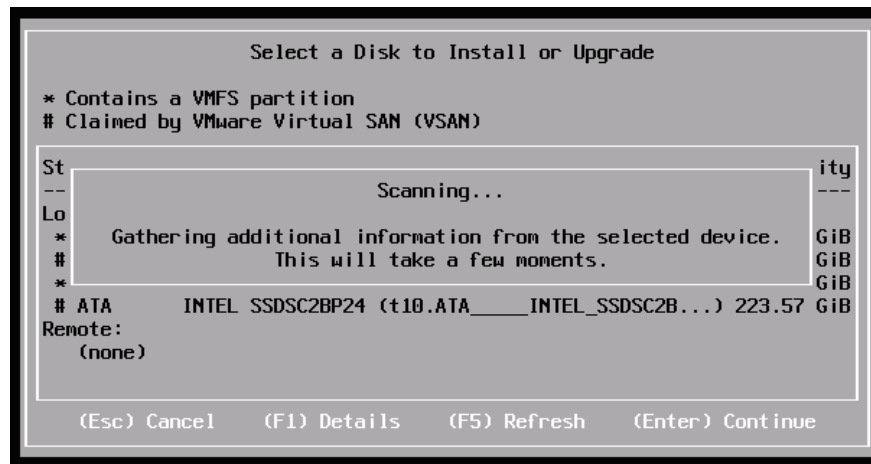 Select a Disk to Install or Upgrade
* Contains a VMFS partition
# Claimed by VMware Virtual SAN (VSAN)
St ity
-- Scanning... ---
Lo
* Gathering additional information from the selected device. GiB
# This will take a few moments. GiB
* GiB
# ATA INTEL SSDSC2BP24 (t10.ATA_____INTEL_SSDSC2B...) 223.57 GiB
Remote:
(none)
(Esc) Cancel (F1) Details (F5) Refresh (Enter) Continue